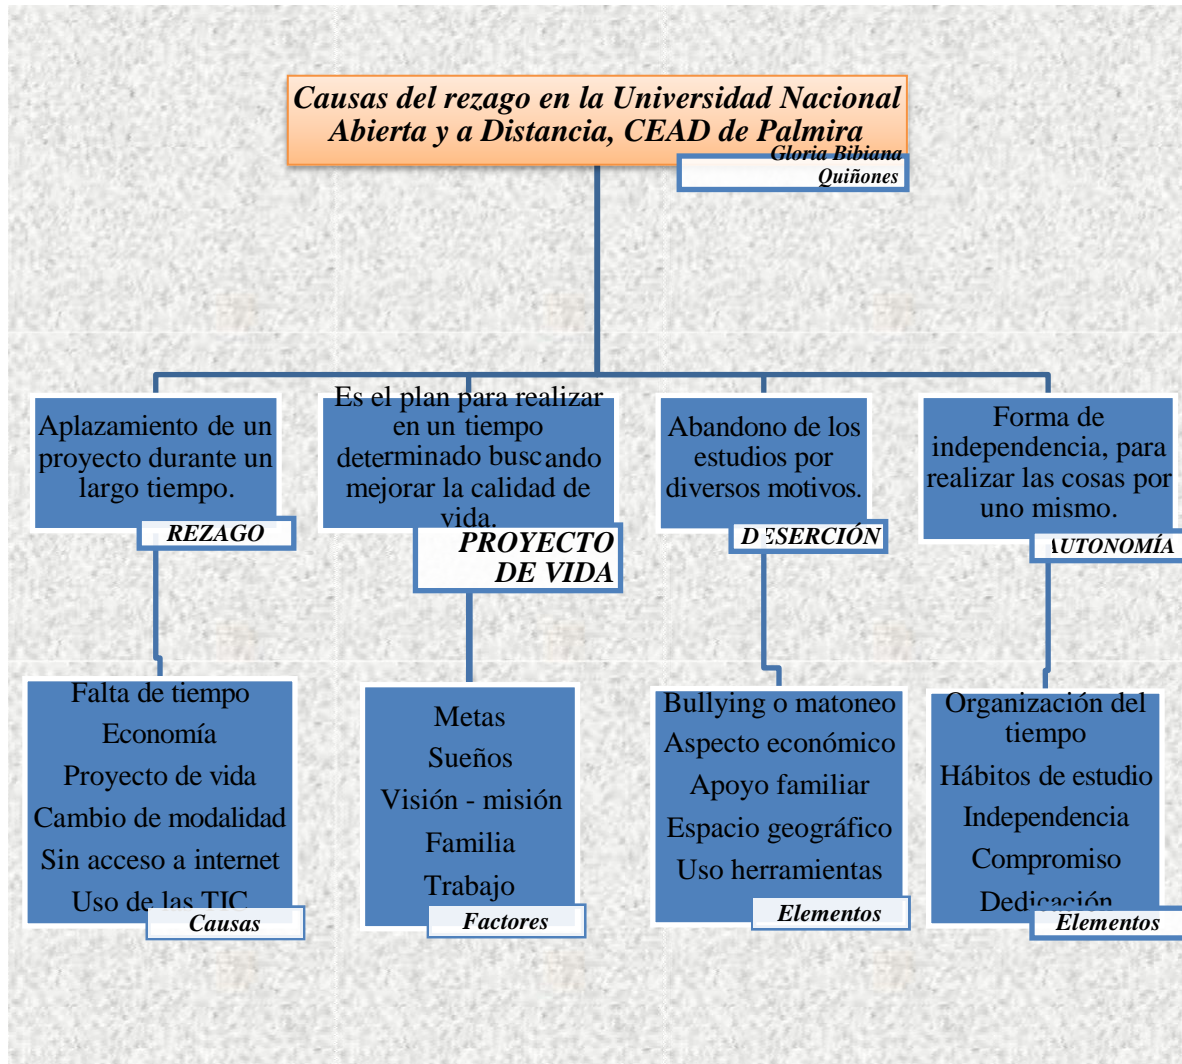 Causas del rezago en la Universidad Nacional
Abierta y a Distancia, CEAD de Palmira
Gloria Bibiana
Quiñones
Aplazamiento de un
proyecto durante un
largo tiempo.
REZAGO
Es el plan para realizar
en un tiempo
determinado buscando
mejorar la calidad de
vida.
PROYECTO
DE VIDA
Abandono de los
estudios por
diversos motivos.
DESERCIÓN
Forma de
independencia, para
realizar las cosas por
uno mismo.
AUTONOMÍA
Falta de tiempo
Economía
Proyecto de vida
Cambio de modalidad
Sin acceso a internet
Uso de las TIC
Causas
Metas
Sueños
Visión - misión
Familia
Trabajo
Factores
Bullying o matoneo
Aspecto económico
Apoyo familiar
Espacio geográfico
Uso herramientas
Elementos
Organización del
tiempo
Hábitos de estudio
Independencia
Compromiso
Dedicación
Elementos